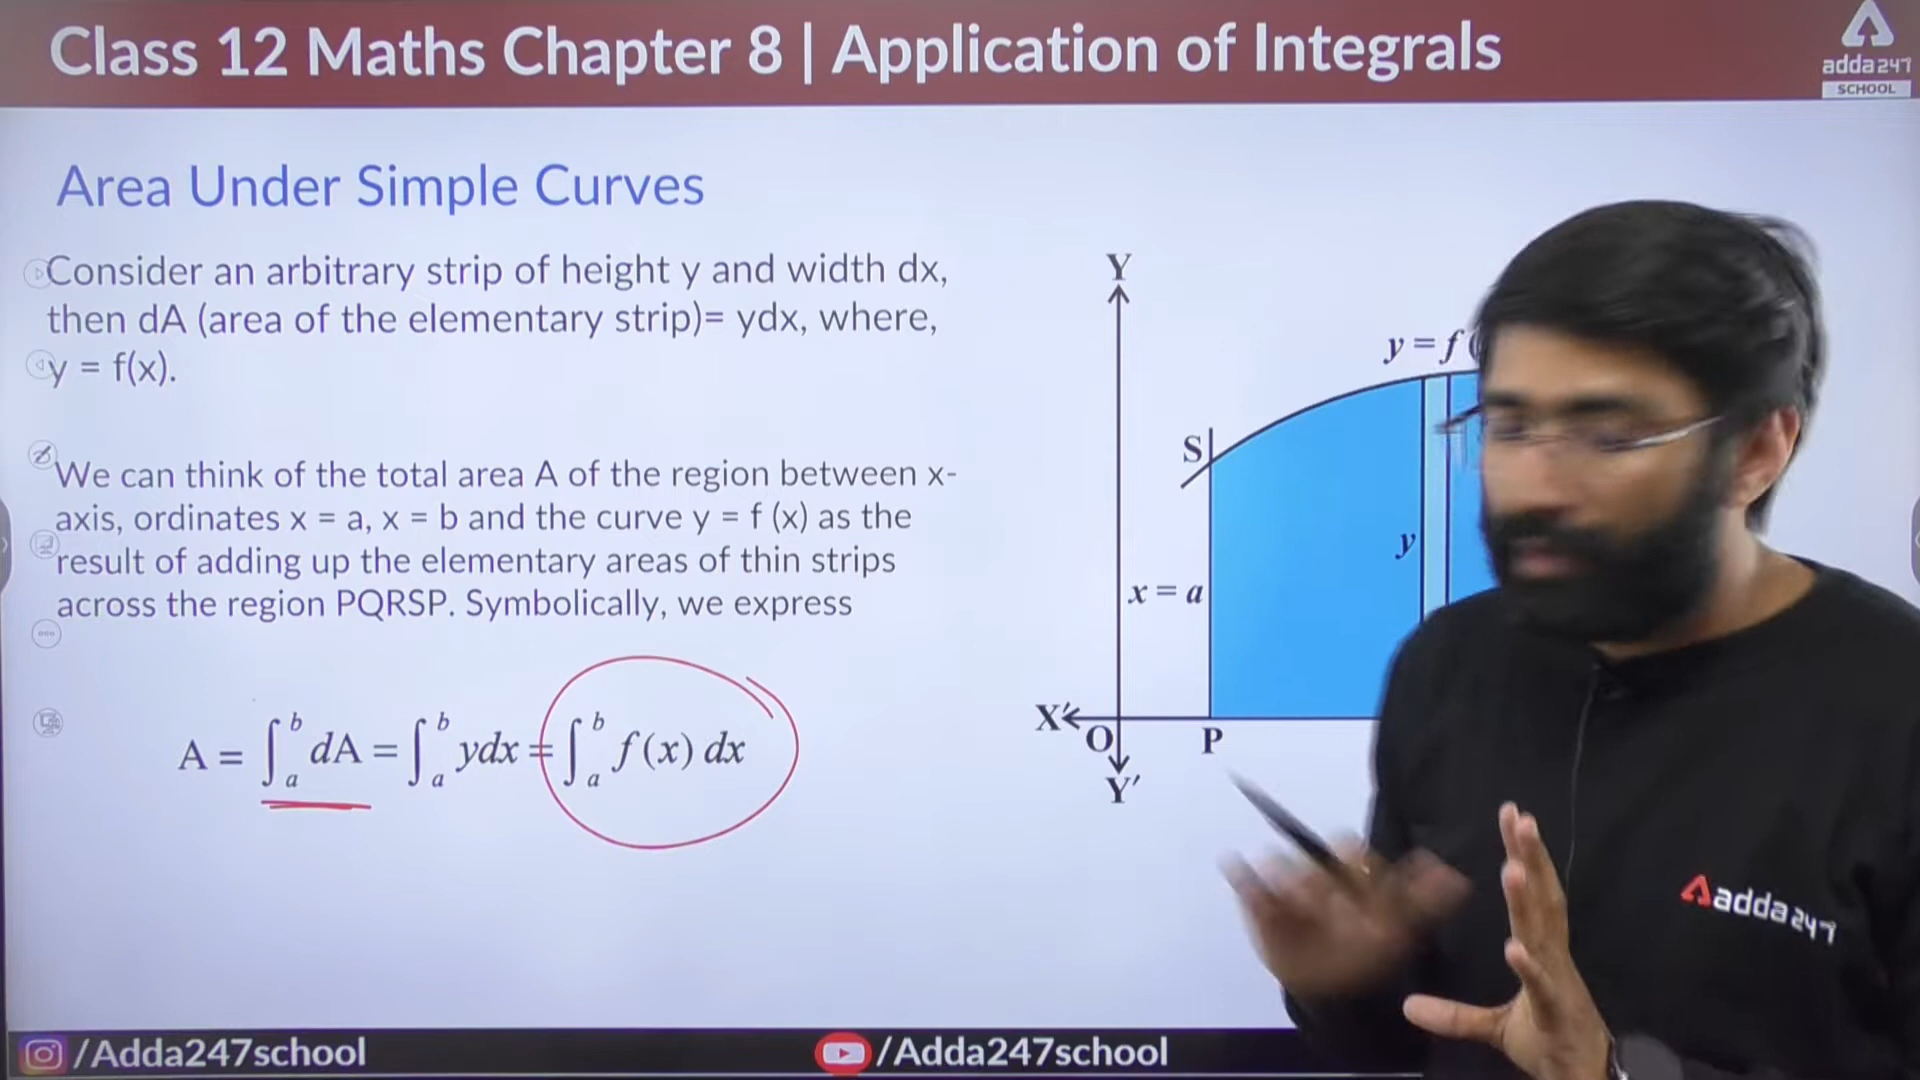 Class 12 Maths Chapter 8 | Application of Integrals
adda247
SCHOOL
Area Under Simple Curves
Consider an arbitrary strip of height y and width dx,
then dA (area of the elementary strip)= ydx, where,
y = f(x).
We can think of the total area A of the region between x-
axis, ordinates x = a, x = b and the curve y = f (x) as the
result of adding up the elementary areas of thin strips
across the region PQRSP. Symbolically, we express
A = ∫ₐᵇ dA = ∫ₐᵇ ydx = ∫ₐᵇ f(x) dx
Y
y = f (
S
y
x = a
X'
O
P
Y'
adda247
/Adda247school
/Adda247school